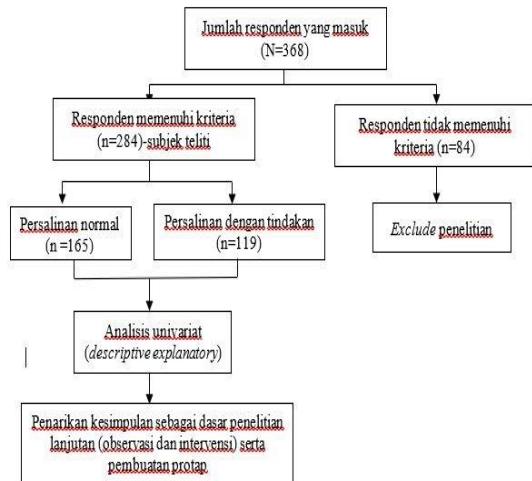 Jumlah responden yang masuk
(N=368)
Responden memenuhi kriteria
(n=284)-subjek teliti
Responden tidak memenuhi
kriteria (n=84)
Persalinan normal
(n =165)
Persalinan dengan tindakan
(n=119)
Exclude penelitian
Analisis univariat
(descriptive explanatory)
Penarikan kesimpulan sebagai dasar penelitian
lanjutan (observasi dan intervensi) serta
pembuatan protap